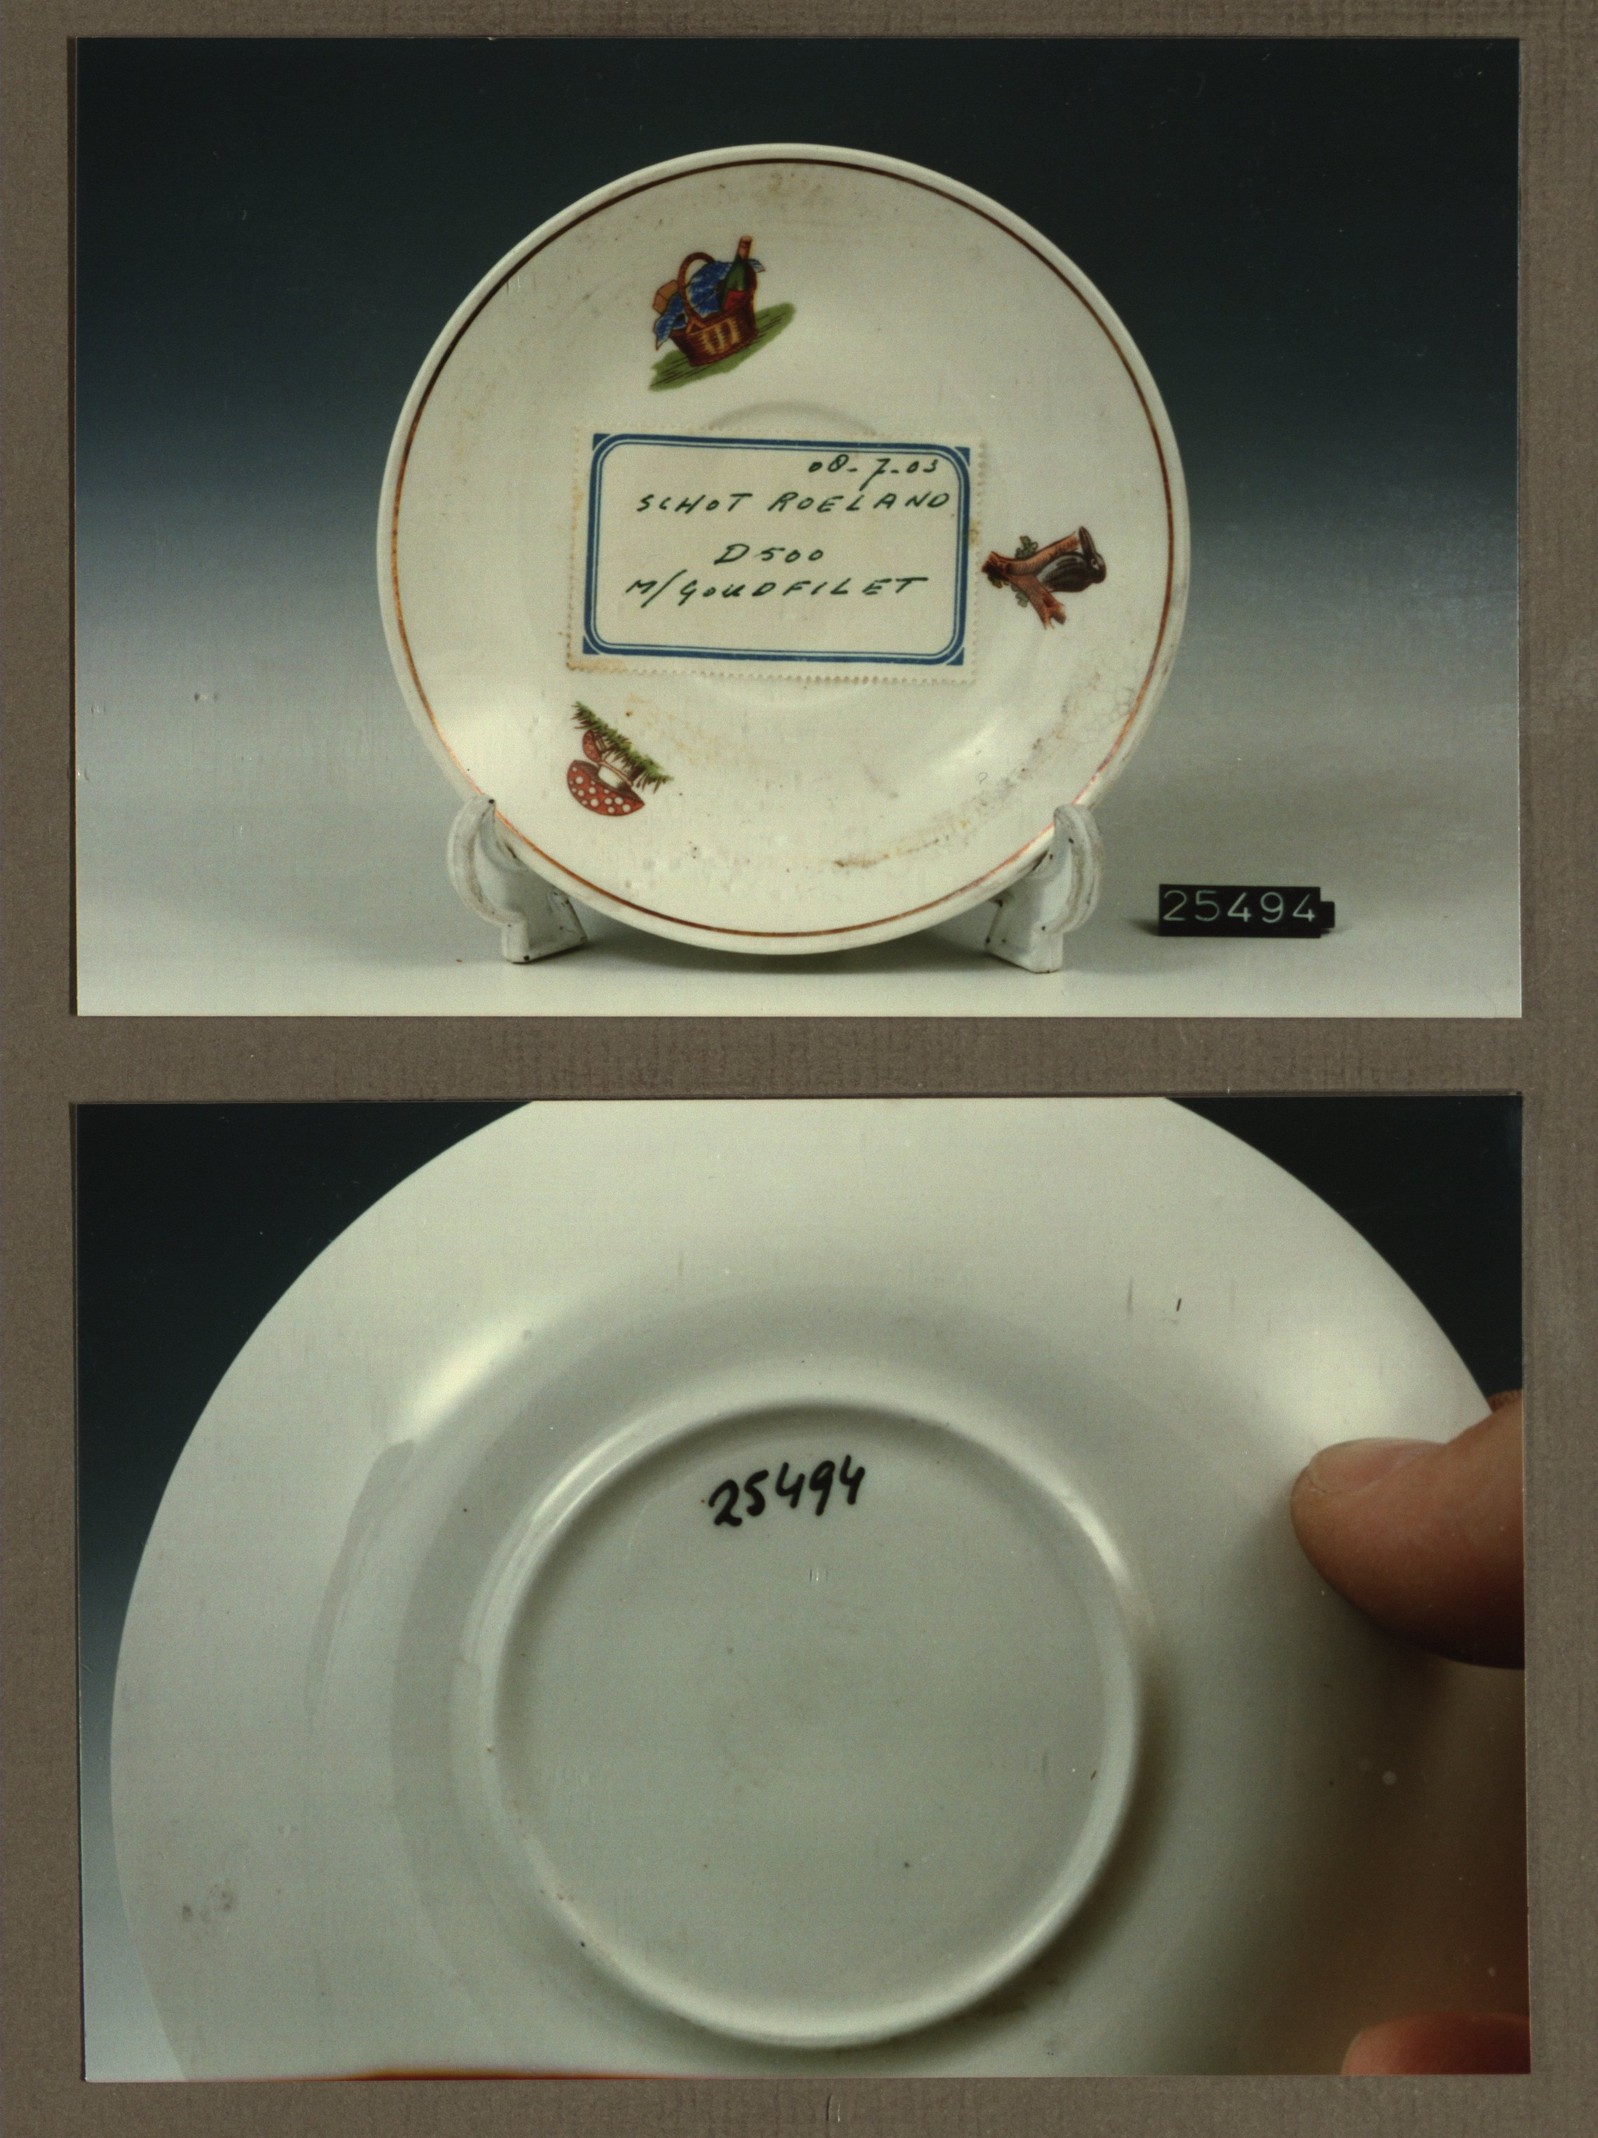 08-7-03
SCHOT ROELAND
D500
M/GOUDFILET
25494
25494